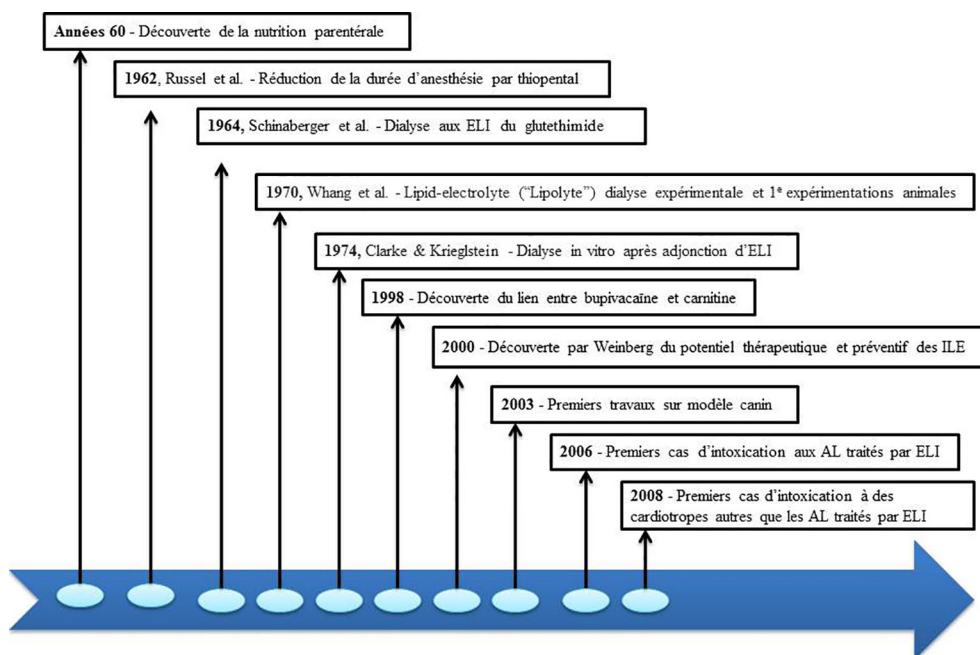 Années 60 - Découverte de la nutrition parentérale
1962, Russel et al. - Réduction de la durée d'anesthésie par thiopental
1964, Schinaberger et al. - Dialyse aux ELI du glutethimide
1970, Whang et al. - Lipid-electrolyte ("Lipolyte") dialyse expérimentale et 1e expérimentations animales
1974, Clarke & Krieglstein - Dialyse in vitro après adjonction d'ELI
1998 - Découverte du lien entre bupivacaïne et carnitine
2000 - Découverte par Weinberg du potentiel thérapeutique et préventif des ILE
2003 - Premiers travaux sur modèle canin
2006 - Premiers cas d'intoxication aux AL traités par ELI
2008 - Premiers cas d'intoxication à des
cardiotropes autres que les AL traités par ELI